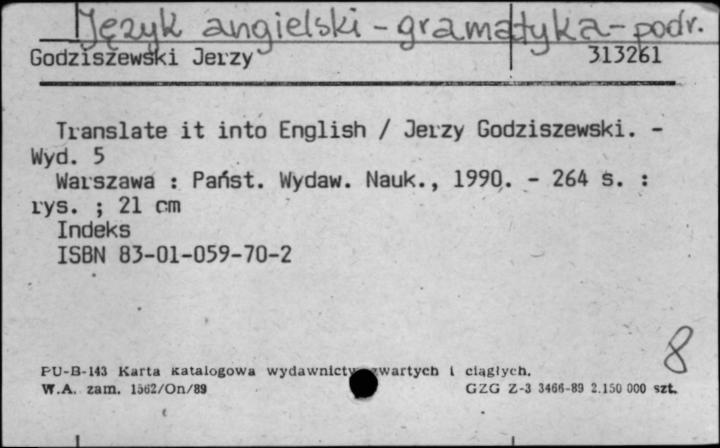 Język angielski - gramatyka - podr.
Godziszewski Jerzy 313261
Translate it into English / Jerzy Godziszewski. -
Wyd. 5
Warszawa : Państ. Wydaw. Nauk., 1990. - 264 s. :
rys. ; 21 cm
Indeks
ISBN 83-01-059-70-2
8
PU-B-143 Karta katalogowa wydawnictw zwartych i ciągłych.
W.A. zam. 1562/On/89 GZG Z-3 3466-89 2.150 000 szt.